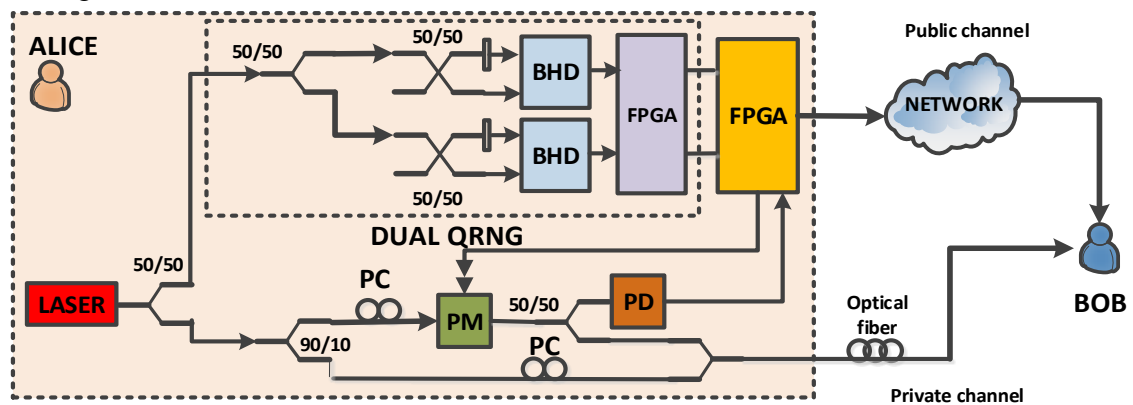 ALICE
50/50
50/50
BHD
FPGA
FPGA
BHD
50/50
DUAL QRNG
Public channel
NETWORK
LASER
50/50
90/10
PC
PM
50/50
PD
PC
Optical
fiber
BOB
Private channel